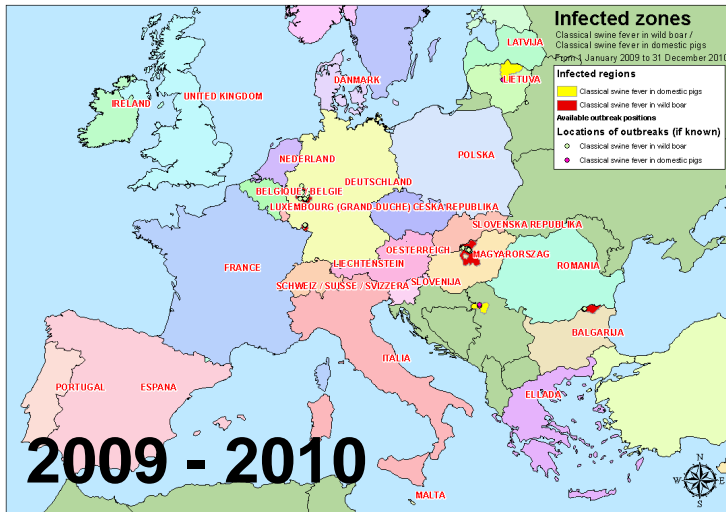 Infected zones
Classical swine fever in wild boar /
Classical swine fever in domestic pigs
From 1 January 2009 to 31 December 2010
Infected regions
Classical swine fever in domestic pigs
Classical swine fever in wild boar
Available outbreak positions
Locations of outbreaks (if known)
Classical swine fever in wild boar
Classical swine fever in domestic pigs
LATVIJA
LIETUVA
DANMARK
IRELAND
UNITED KINGDOM
NEDERLAND
POLSKA
DEUTSCHLAND
BELGIQUE / BELGIE
LUXEMBOURG (GRAND-DUCHE)
CESKA REPUBLIKA
SLOVENSKA REPUBLIKA
OESTERREICH
MAGYARORSZAG
FRANCE
LIECHTENSTEIN
ROMANIA
SCHWEIZ / SUISSE / SVIZZERA
SLOVENIJA
BALGARIJA
ITALIA
PORTUGAL
ESPANA
ELLADA
2009 - 2010
MALTA
N
W
E
S